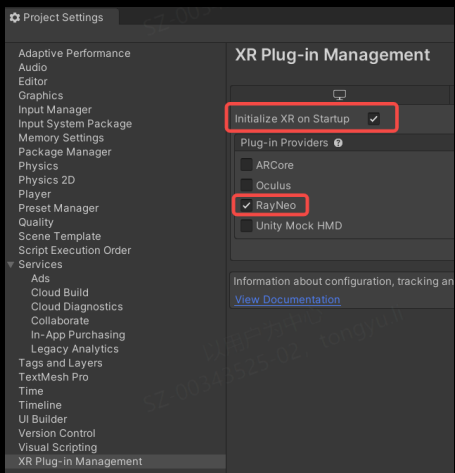 Project Settings
Adaptive Performance
Audio
Editor
Graphics
Input Manager
Input System Package
Memory Settings
Package Manager
Physics
Physics 2D
Player
Preset Manager
Quality
Scene Template
Script Execution Order
Services
Ads
Cloud Build
Cloud Diagnostics
Collaborate
In-App Purchasing
Legacy Analytics
Tags and Layers
TextMesh Pro
Time
Timeline
UI Builder
Version Control
Visual Scripting
XR Plug-in Management
XR Plug-in Management
Initialize XR on Startup
Plug-in Providers
ARCore
Oculus
RayNeo
Unity Mock HMD
Information about configuration, tracking an
View Documentation